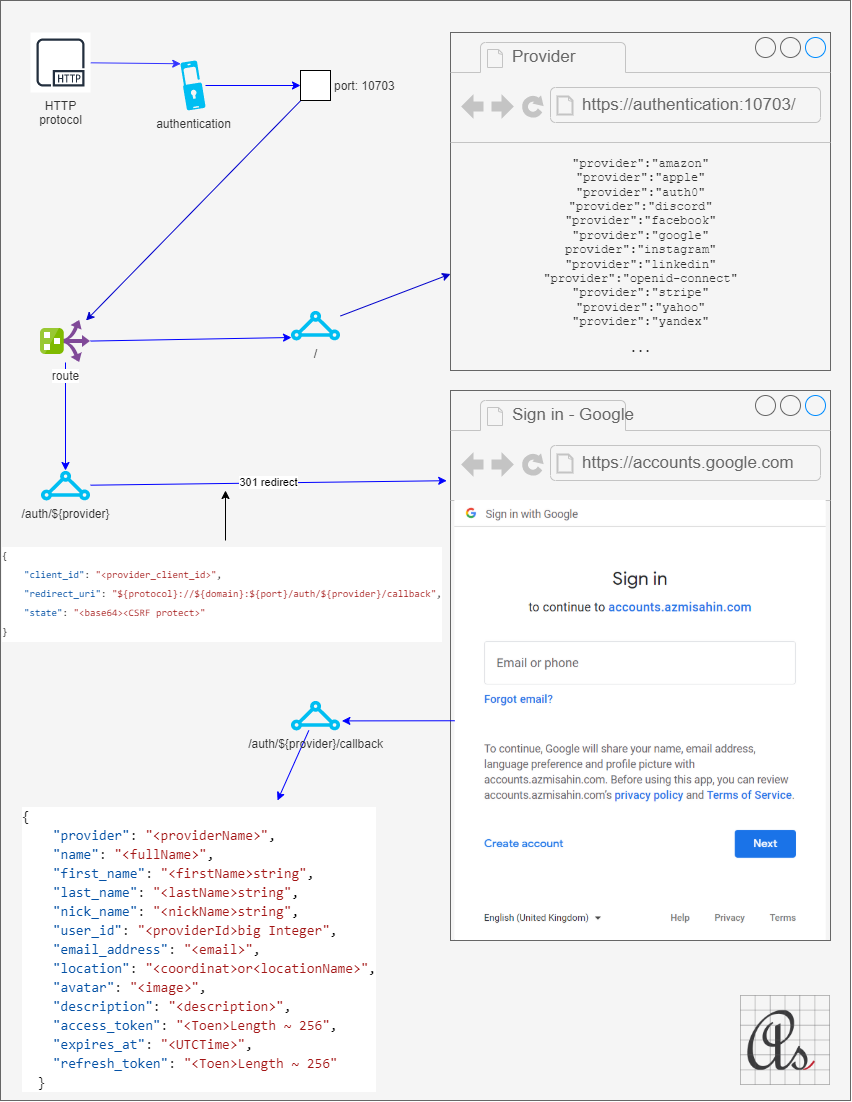 HTTP
HTTP
protocol
authentication
port: 10703
Provider
https://authentication:10703/
"provider":"amazon"
"provider":"apple"
"provider":"auth0"
"provider":"discord"
"provider":"facebook"
"provider":"google"
provider":"instagram"
"provider":"linkedin"
"provider":"openid-connect"
"provider":"stripe"
"provider":"yahoo"
"provider":"yandex"
...
route
/
/auth/${provider}
301 redirect
{
"client_id": "<provider_client_id>",
"redirect_uri": "${protocol}://${domain}:${port}/auth/${provider}/callback",
"state": "<base64><CSRF protect>"
}
Sign in - Google
https://accounts.google.com
Sign in with Google
Sign in
to continue to accounts.azmisahin.com
Email or phone
Forgot email?
To continue, Google will share your name, email address,
language preference and profile picture with
accounts.azmisahin.com. Before using this app, you can review
accounts.azmisahin.com's privacy policy and Terms of Service.
Create account
Next
English (United Kingdom)
Help Privacy Terms
/auth/${provider}/callback
{
"provider": "<providerName>",
"name": "<fullName>",
"first_name": "<firstName>string",
"last_name": "<lastName>string",
"nick_name": "<nickName>string",
"user_id": "<providerId>big Integer",
"email_address": "<email>",
"location": "<coordinat>or<locationName>",
"avatar": "<image>",
"description": "<description>",
"access_token": "<Toen>Length ~ 256",
"expires_at": "<UTCTime>",
"refresh_token": "<Toen>Length ~ 256"
}